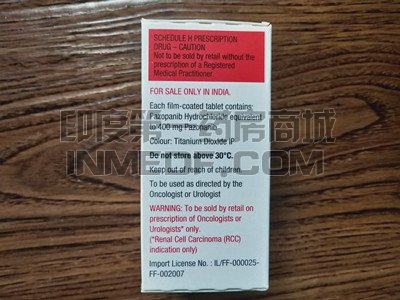 SCHEDULE H PRESCRIPTION
DRUG – CAUTION
Not to be sold by retail without the
prescription of a Registered
Medical Practitioner.
FOR SALE ONLY IN INDIA.
Each film-coated tablet contains:
Pazopanib Hydrochloride equivalent
to 400 mg Pazopanib.
Colour: Titanium Dioxide IP
Do not store above 30°C.
Keep out of reach of children.
To be used as directed by the
Oncologist or Urologist
WARNING: To be sold by retail on
prescription of Oncologists or
Urologists* only.
(*Renal Cell Carcinoma (RCC)
indication only)
Import License No. : IL/FF-000025-
FF-002007
药房商城
INMEDE.COM